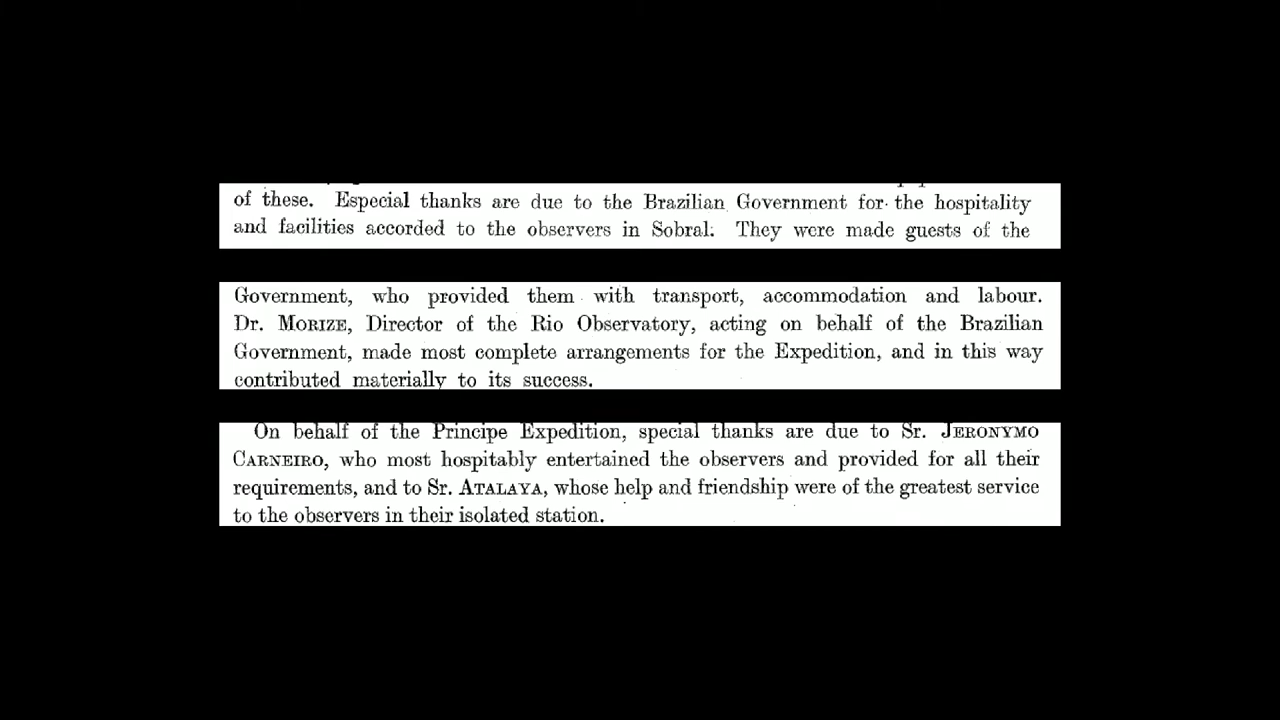 of these. Especial thanks are due to the Brazilian Government for the hospitality
and facilities accorded to the observers in Sobral. They were made guests of the
Government, who provided them with transport, accommodation and labour.
Dr. MORIZE, Director of the Rio Observatory, acting on behalf of the Brazilian
Government, made most complete arrangements for the Expedition, and in this way
contributed materially to its success.
On behalf of the Principe Expedition, special thanks are due to Sr. JERONYMO
CARNEIRO, who most hospitably entertained the observers and provided for all their
requirements, and to Sr. ATALAYA, whose help and friendship were of the greatest service
to the observers in their isolated station.